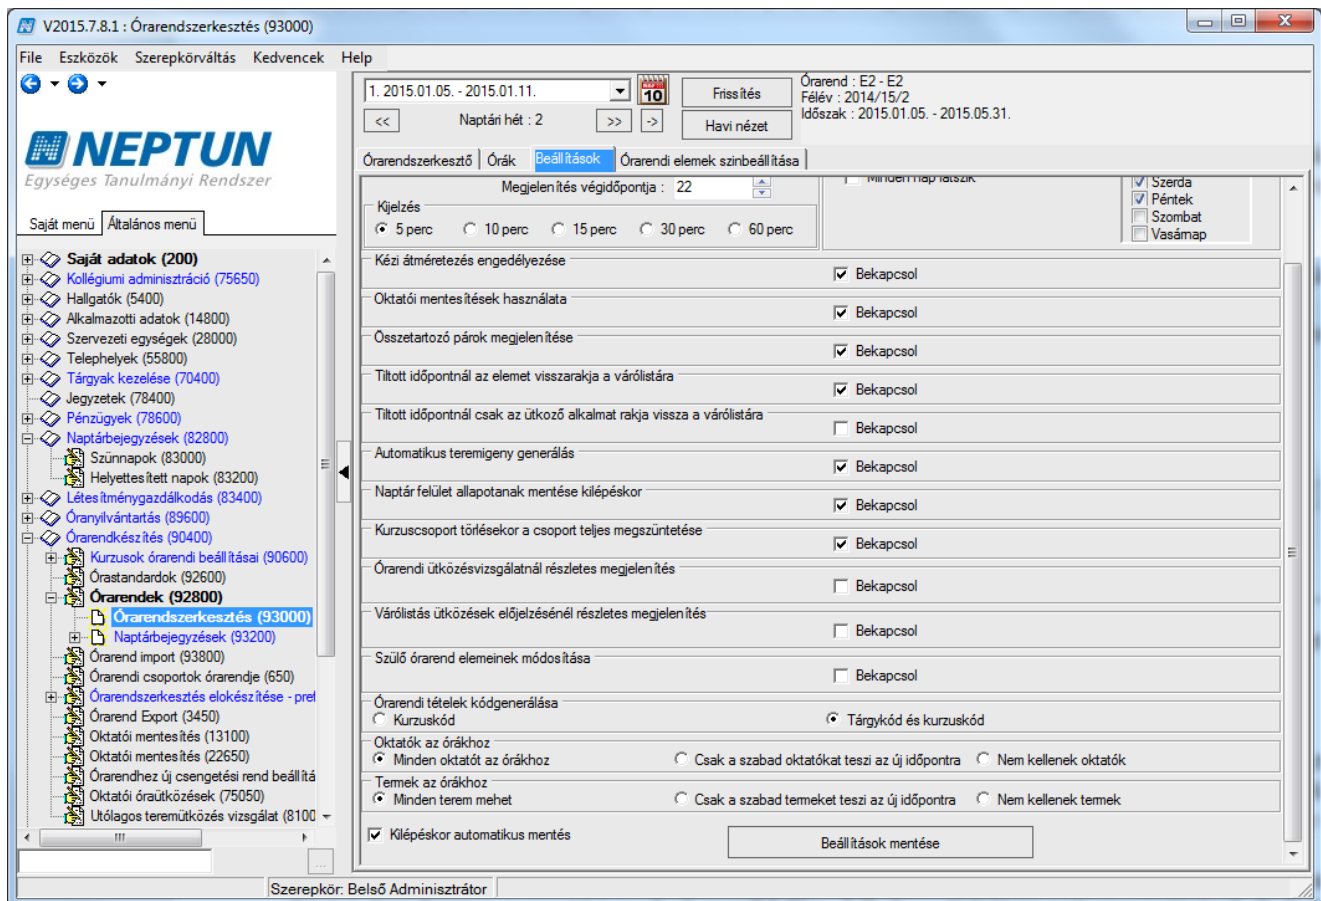 V2015.7.8.1 : Órarendszerkesztés (93000)
File Eszközök Szerepkörváltás Kedvencek Help
NEPTUN
Egységes Tanulmányi Rendszer
Saját menü Általános menü
Saját adatok (200)
Kollégiumi adminisztráció (75650)
Hallgatók (5400)
Alkalmazotti adatok (14800)
Szervezeti egységek (28000)
Telephelyek (55800)
Tárgyak kezelése (70400)
Jegyzetek (78400)
Pénzügyek (78600)
Naptárbejegyzések (82800)
Szünnapok (83000)
Helyettesített napok (83200)
Létesítménygazdálkodás (83400)
Óranyilvántartás (89600)
Órarendkészítés (90400)
Kurzusok órarendi beállításai (90600)
Órastandardok (92600)
Órarendek (92800)
Órarendszerkesztés (93000)
Naptárbejegyzések (93200)
Órarend import (93800)
Órarendi csoportok órarendje (650)
Órarendszerkesztés elokészítése - pref
Órarend Export (3450)
Oktatói mentesítés (13100)
Oktatói mentesítés (22650)
Órarendhez új csengetési rend beállítá
Oktatói óraütközések (75050)
Utólagos teremütközés vizsgálat (8100
...
1. 2015.01.05. - 2015.01.11.
10
Frissítés
<<
Naptári hét : 2
>>
->
Havi nézet
Órarend : E2 - E2
Félév : 2014/15/2
Időszak : 2015.01.05. - 2015.05.31.
Órarendszerkesztő Órák Beállítások Órarendi elemek szinbeállítása
Megjelenítés végidőpontja : 22
Minden nap látszik
Szerda
Péntek
Szombat
Vasárnap
Kijelzés
5 perc 10 perc 15 perc 30 perc 60 perc
Kézi átméretezés engedélyezése
Bekapcsol
Oktatói mentesítések használata
Bekapcsol
Összetartozó párok megjelenítése
Bekapcsol
Tiltott időpontnál az elemet visszarakja a várólistára
Bekapcsol
Tiltott időpontnál csak az ütköző alkalmat rakja vissza a várólistára
Bekapcsol
Automatikus teremigeny generálás
Bekapcsol
Naptár felület allapotanak mentése kilépéskor
Bekapcsol
Kurzuscsoport törlésekor a csoport teljes megszüntetése
Bekapcsol
Órarendi ütközésvizsgálatnál részletes megjelenítés
Bekapcsol
Várólistás ütközések előjelzésénél részletes megjelenítés
Bekapcsol
Szülő órarend elemeinek módosítása
Bekapcsol
Órarendi tételek kódgenerálása
Kurzuskód Tárgykód és kurzuskód
Oktatók az órákhoz
Minden oktatót az órákhoz Csak a szabad oktatókat teszi az új időpontra Nem kellenek oktatók
Termek az órákhoz
Minden terem mehet Csak a szabad termeket teszi az új időpontra Nem kellenek termek
Kilépéskor automatikus mentés
Beállítások mentése
Szerepkör: Belső Adminisztrátor